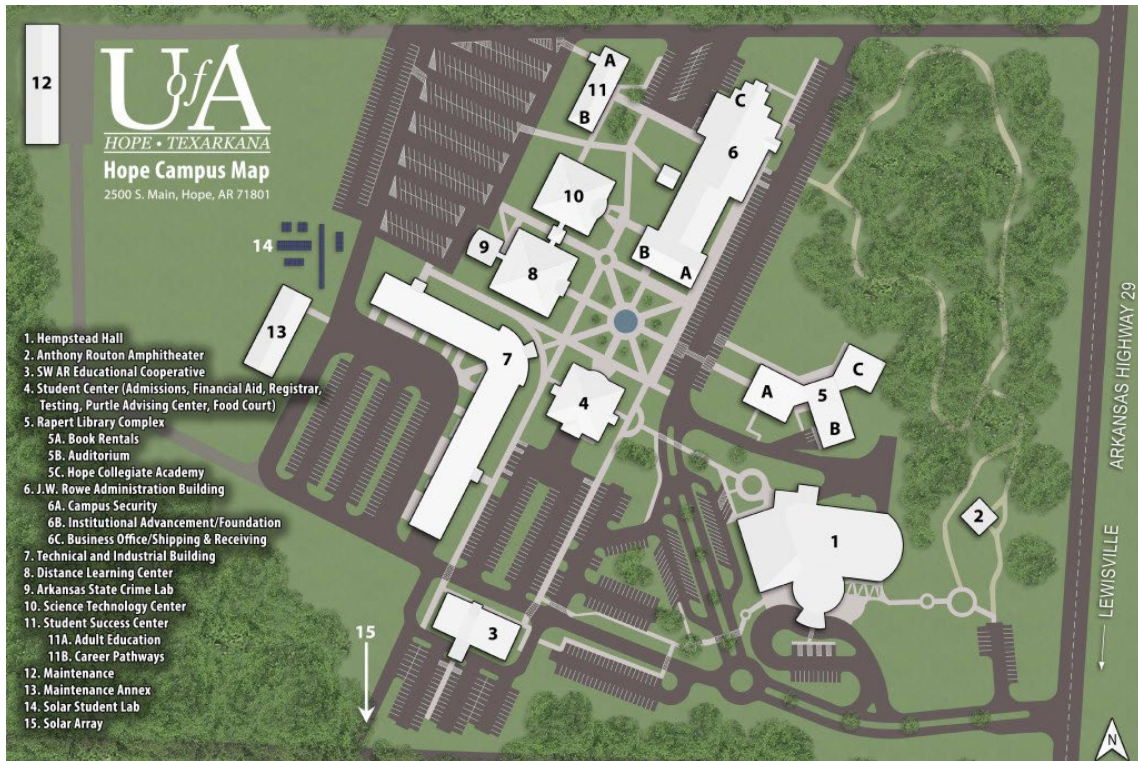 UofA
HOPE • TEXARKANA
Hope Campus Map
2500 S. Main, Hope, AR 71801
1. Hempstead Hall
2. Anthony Routon Amphitheater
3. SW AR Educational Cooperative
4. Student Center (Admissions, Financial Aid, Registrar,
Testing, Purtle Advising Center, Food Court)
5. Rapert Library Complex
5A. Book Rentals
5B. Auditorium
5C. Hope Collegiate Academy
6. J.W. Rowe Administration Building
6A. Campus Security
6B. Institutional Advancement/Foundation
6C. Business Office/Shipping & Receiving
7. Technical and Industrial Building
8. Distance Learning Center
9. Arkansas State Crime Lab
10. Science Technology Center
11. Student Success Center
11A. Adult Education
11B. Career Pathways
12. Maintenance
13. Maintenance Annex
14. Solar Student Lab
15. Solar Array
12
A
11
B
C
6
10
B
A
9
8
14
13
7
4
A
5
C
B
2
1
3
15
ARKANSAS HIGHWAY 29
LEWISVILLE
N